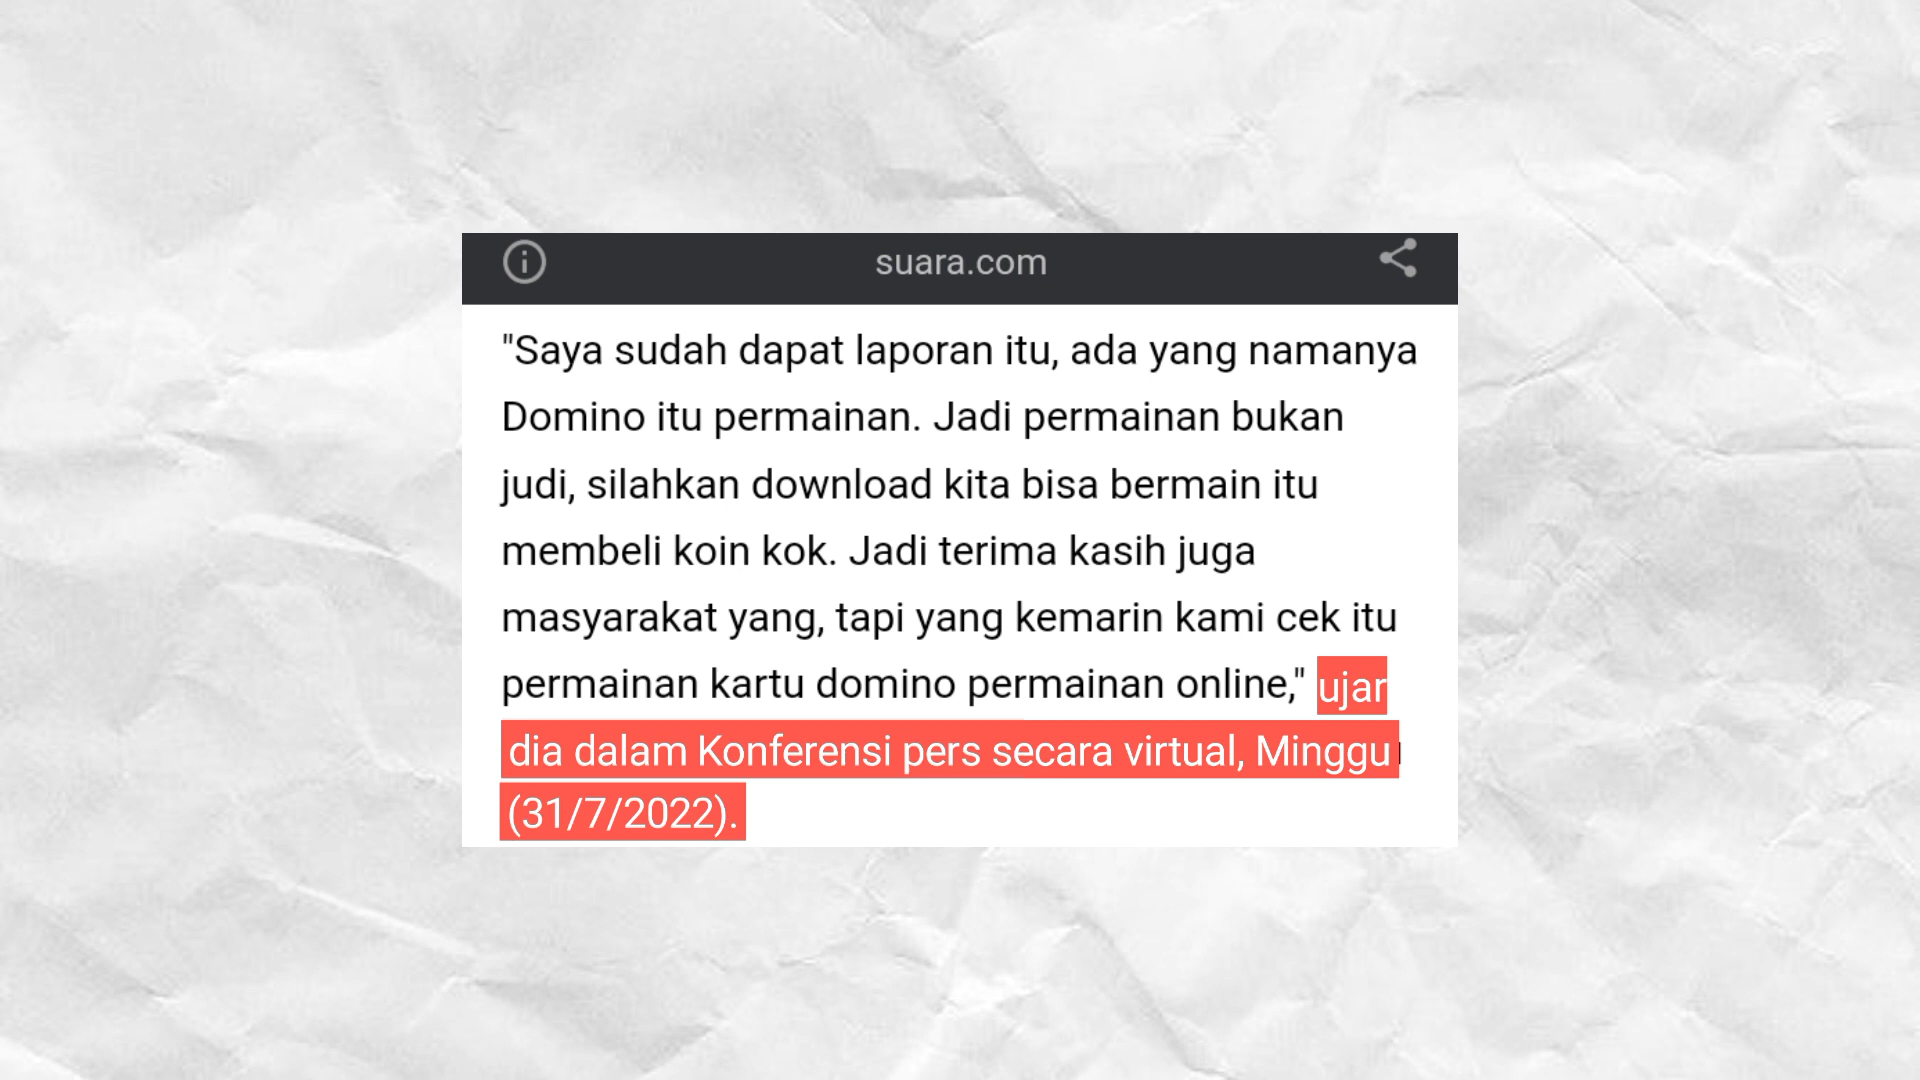 suara.com
"Saya sudah dapat laporan itu, ada yang namanya
Domino itu permainan. Jadi permainan bukan
judi, silahkan download kita bisa bermain itu
membeli koin kok. Jadi terima kasih juga
masyarakat yang, tapi yang kemarin kami cek itu
permainan kartu domino permainan online," ujar
dia dalam Konferensi pers secara virtual, Minggu
(31/7/2022).